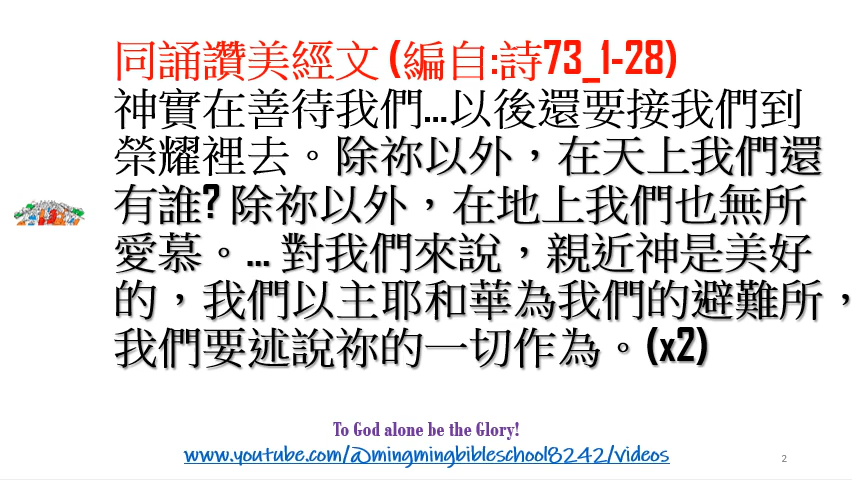 同誦讚美經文 (編自:詩73_1-28)
神實在善待我們...以後還要接我們到
榮耀裡去。除祢以外，在天上我們還
有誰? 除祢以外，在地上我們也無所
愛慕。... 對我們來說，親近神是美好
的，我們以主耶和華為我們的避難所，
我們要述說祢的一切作為。(x2)
To God alone be the Glory!
www.youtube.com/@mingmingbibleschool8242/videos
2